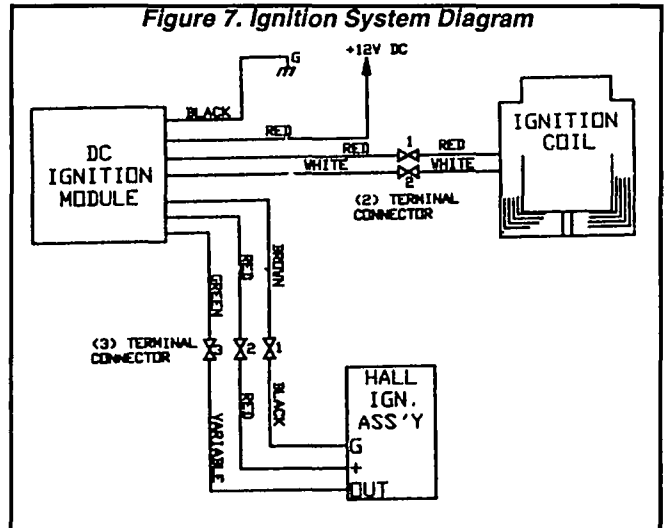 Figure 7. Ignition System Diagram
+12V DC
G
BLACK
RED
RED
1
RED
WHITE
2
WHITE
DC
IGNITION
MODULE
IGNITION
COIL
(2) TERMINAL
CONNECTOR
GREEN
RED
BROWN
(3) TERMINAL
CONNECTOR
3
2
1
VARIABLE
RED
BLACK
HALL
IGN.
ASS'Y
G
+
OUT